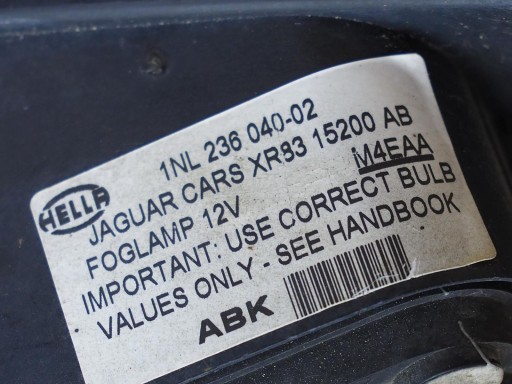 HELLA
1NL 236 040-02
JAGUAR CARS XR83 15200 AB
FOGLAMP 12V
M4EAA
IMPORTANT: USE CORRECT BULB
VALUES ONLY - SEE HANDBOOK
ABK